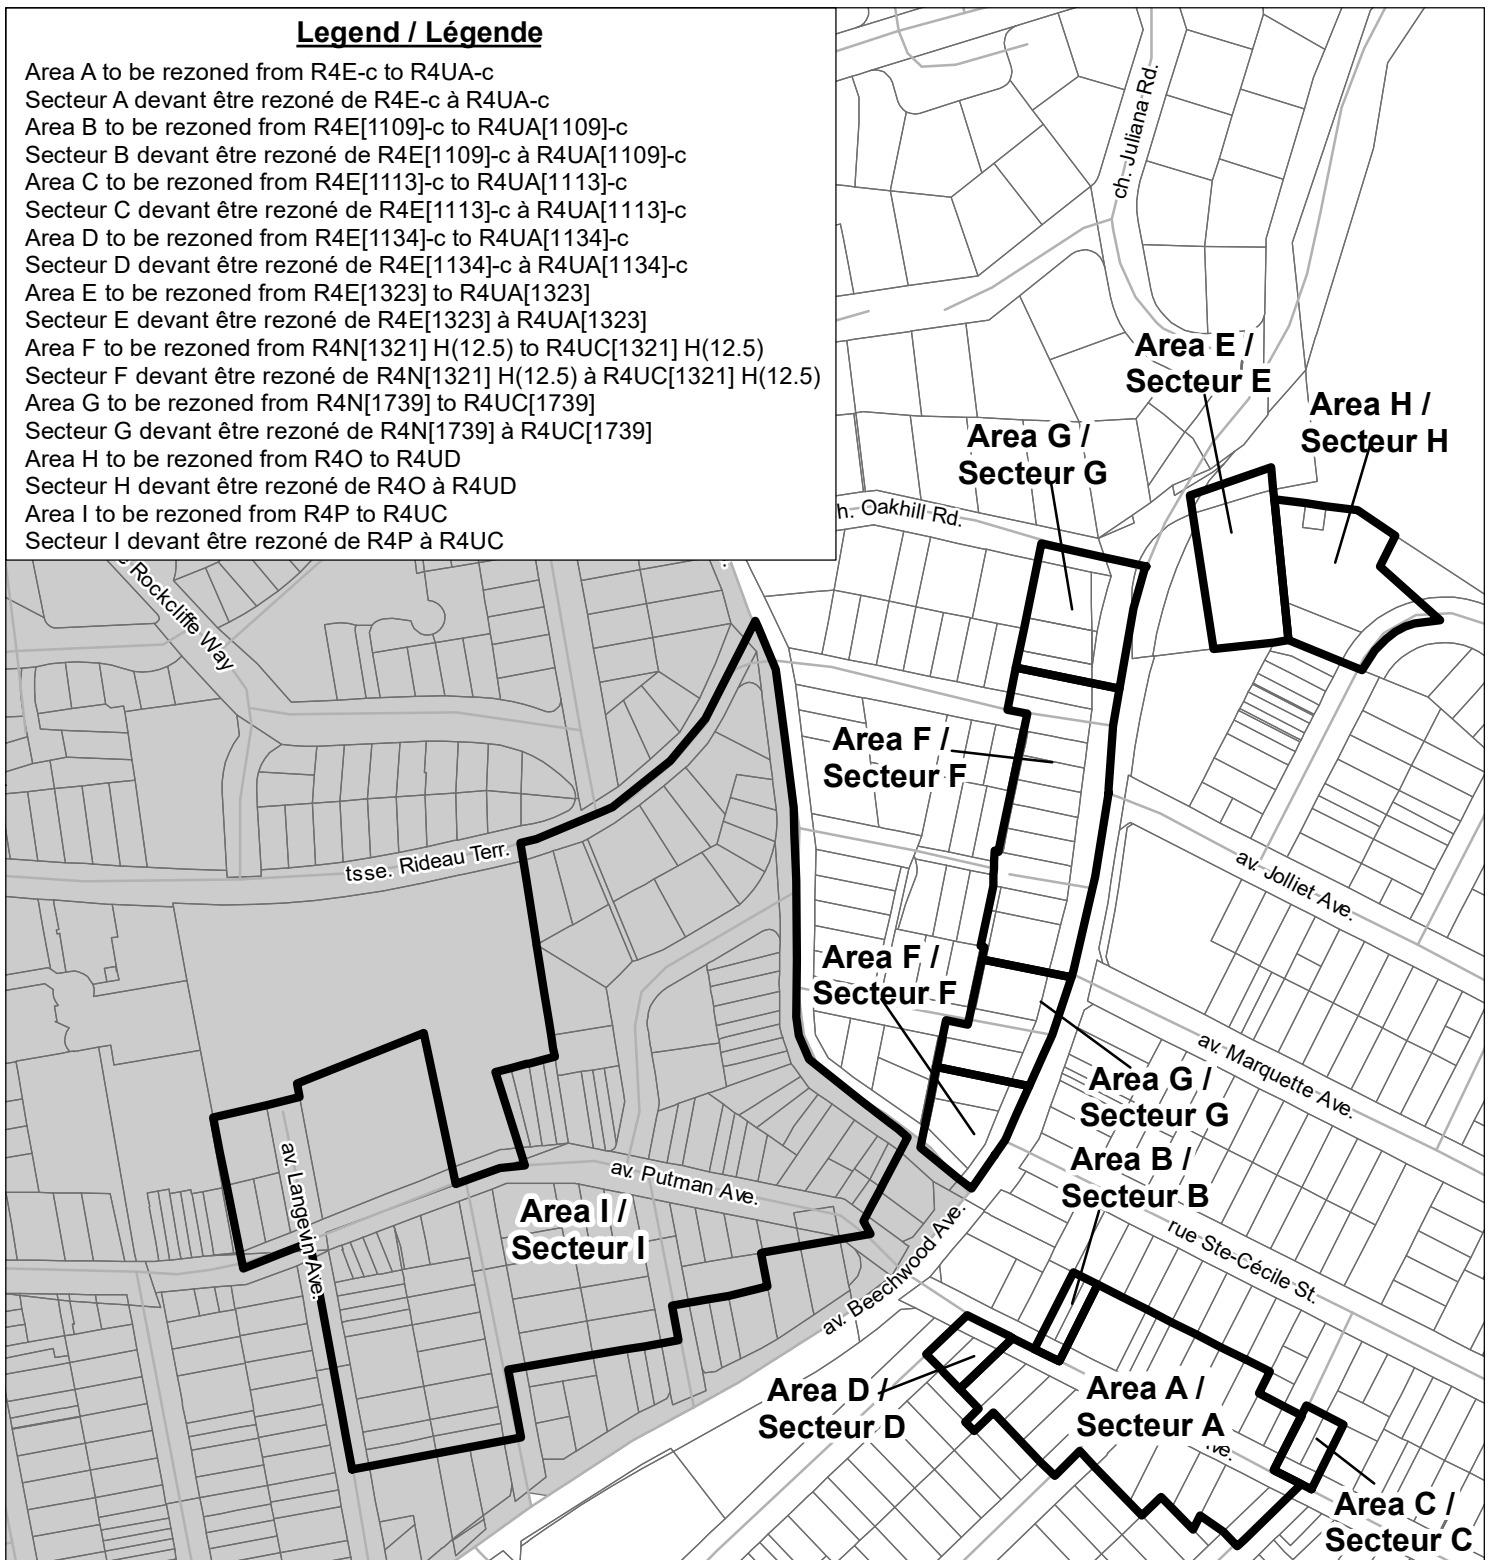 Legend / Légende
Area A to be rezoned from R4E-c to R4UA-c
Secteur A devant être rezoné de R4E-c à R4UA-c
Area B to be rezoned from R4E[1109]-c to R4UA[1109]-c
Secteur B devant être rezoné de R4E[1109]-c à R4UA[1109]-c
Area C to be rezoned from R4E[1113]-c to R4UA[1113]-c
Secteur C devant être rezoné de R4E[1113]-c à R4UA[1113]-c
Area D to be rezoned from R4E[1134]-c to R4UA[1134]-c
Secteur D devant être rezoné de R4E[1134]-c à R4UA[1134]-c
Area E to be rezoned from R4E[1323] to R4UA[1323]
Secteur E devant être rezoné de R4E[1323] à R4UA[1323]
Area F to be rezoned from R4N[1321] H(12.5) to R4UC[1321] H(12.5)
Secteur F devant être rezoné de R4N[1321] H(12.5) à R4UC[1321] H(12.5)
Area G to be rezoned from R4N[1739] to R4UC[1739]
Secteur G devant être rezoné de R4N[1739] à R4UC[1739]
Area H to be rezoned from R4O to R4UD
Secteur H devant être rezoné de R4O à R4UD
Area I to be rezoned from R4P to R4UC
Secteur I devant être rezoné de R4P à R4UC
ch. Juliana Rd.
Area E /
Secteur E
Area H /
Secteur H
Area G /
Secteur G
h. Oakhill Rd.
Rockcliffe Way
Area F /
Secteur F
tsse. Rideau Terr.
av. Jolliet Ave.
Area F /
Secteur F
av. Marquette Ave.
Area G /
Secteur G
av. Langevin Ave.
av. Putman Ave.
Area B /
Secteur B
Area I /
Secteur I
av. Beechwood Ave.
rue Ste-Cécile St.
Area D /
Secteur D
Area A /
Secteur A
ve.
Area C /
Secteur C